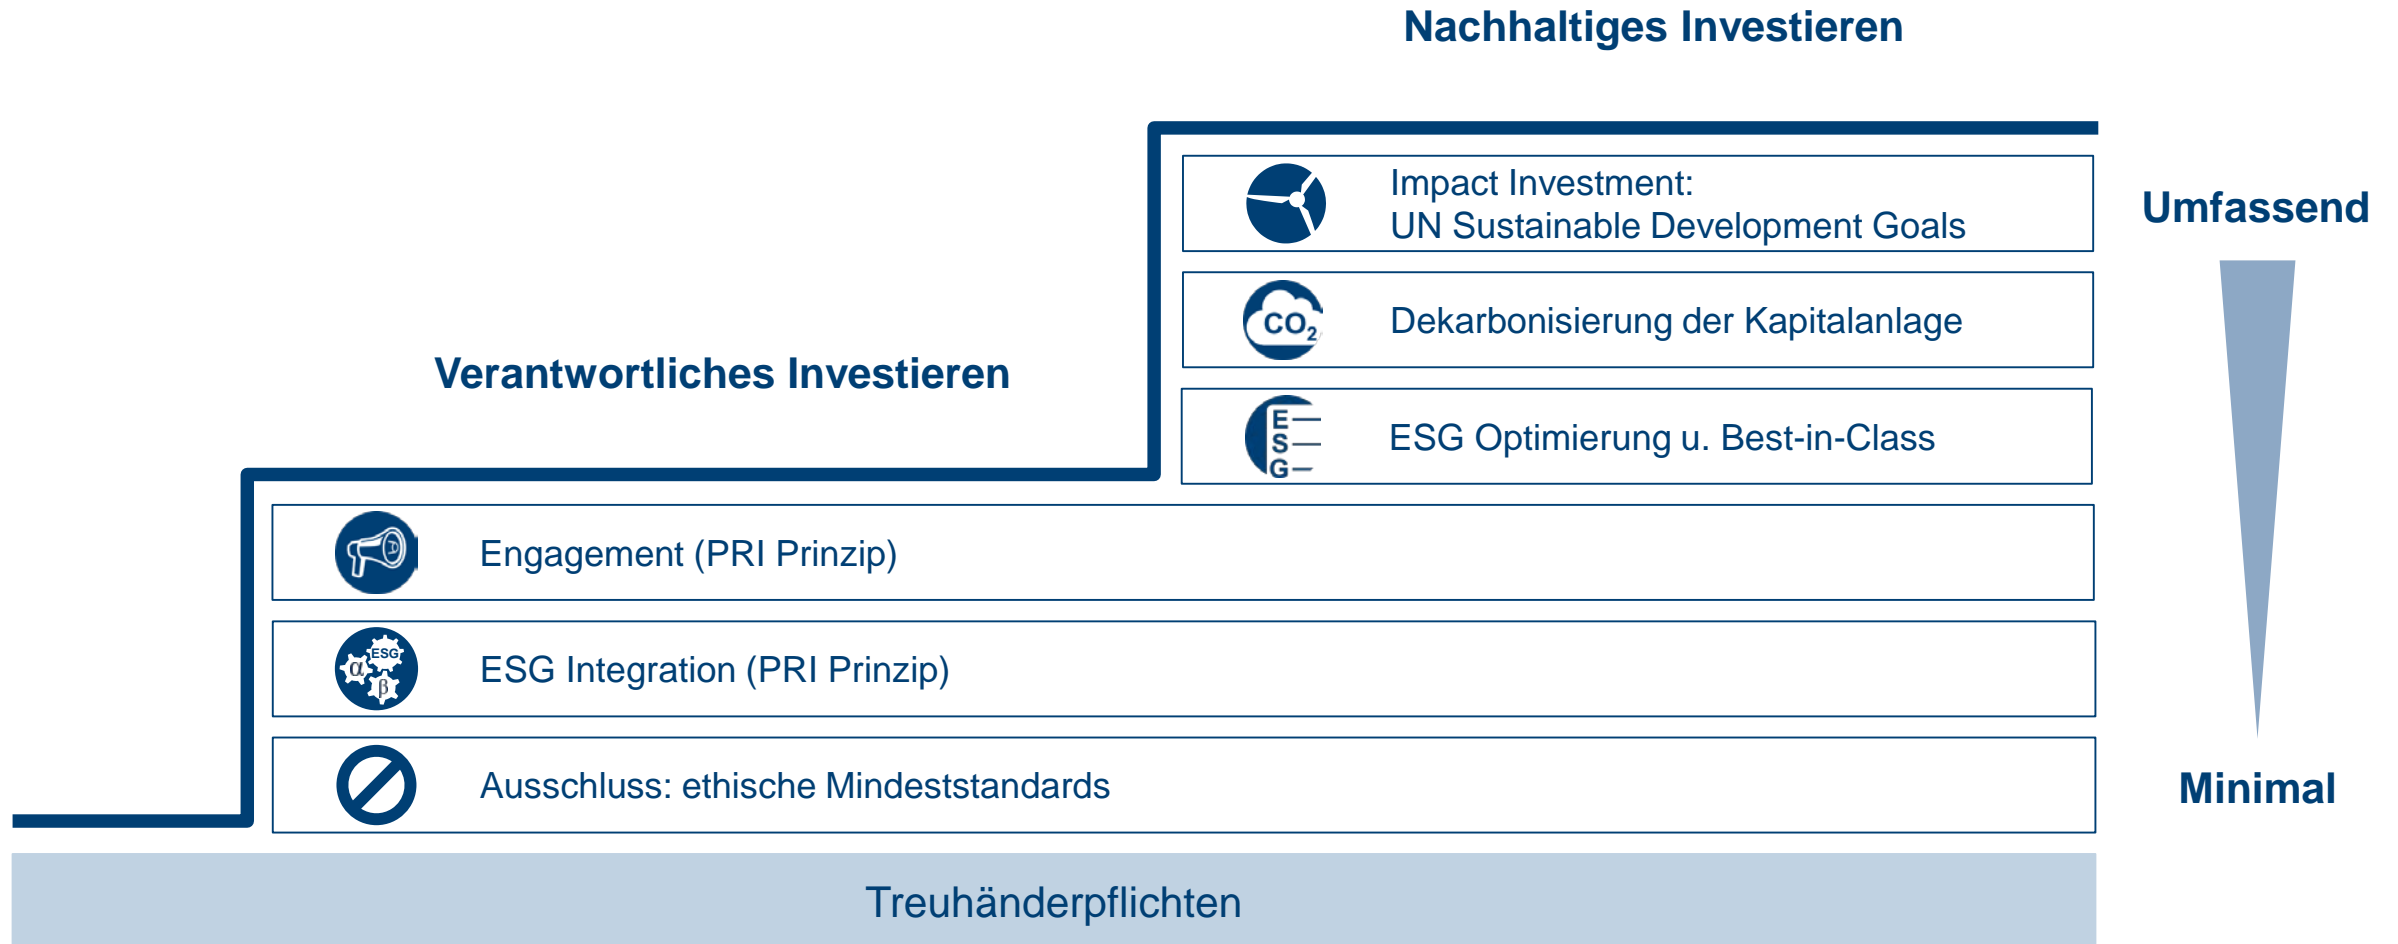 Nachhaltiges Investieren
Impact Investment:
UN Sustainable Development Goals
Umfassend
CO₂
Dekarbonisierung der Kapitalanlage
Verantwortliches Investieren
E
S
G
ESG Optimierung u. Best-in-Class
Engagement (PRI Prinzip)
ESG
α
β
ESG Integration (PRI Prinzip)
Ausschluss: ethische Mindeststandards
Minimal
Treuhänderpflichten